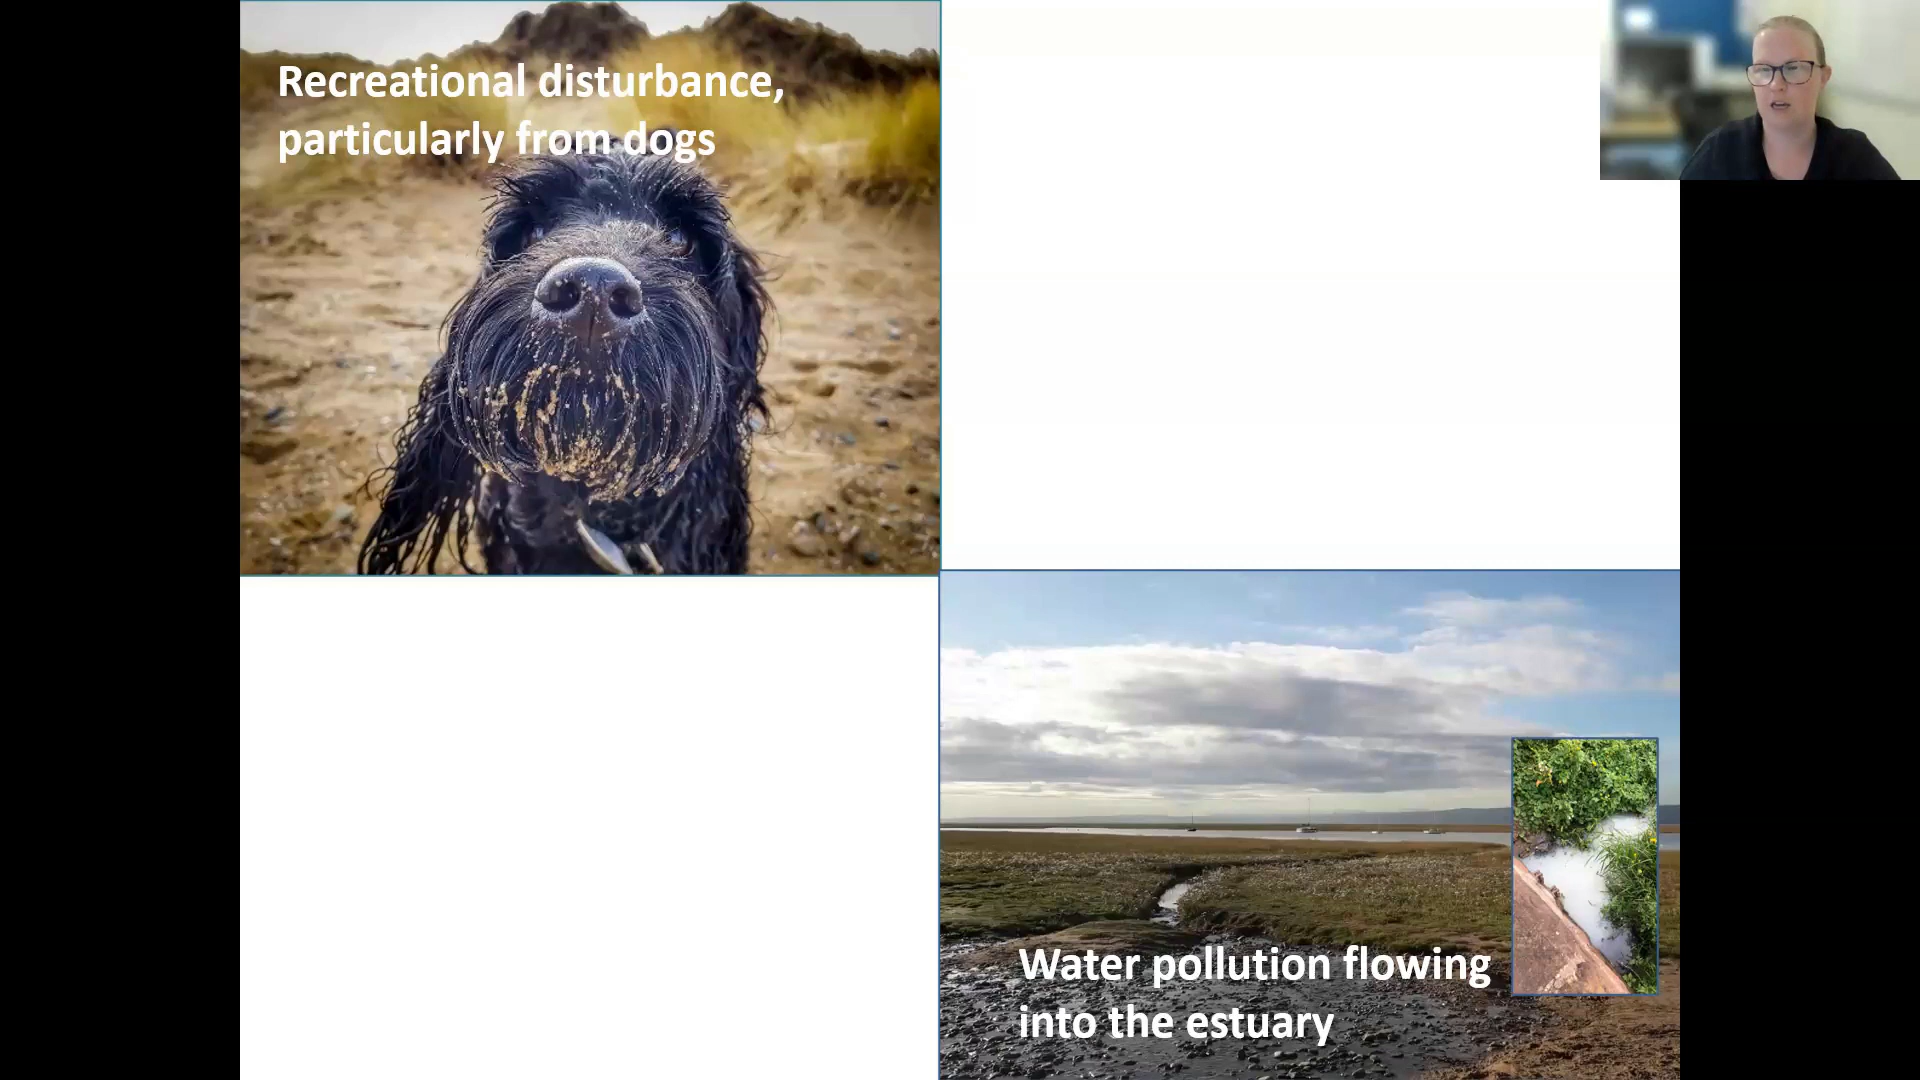 Recreational disturbance,
particularly from dogs
Water pollution flowing
into the estuary